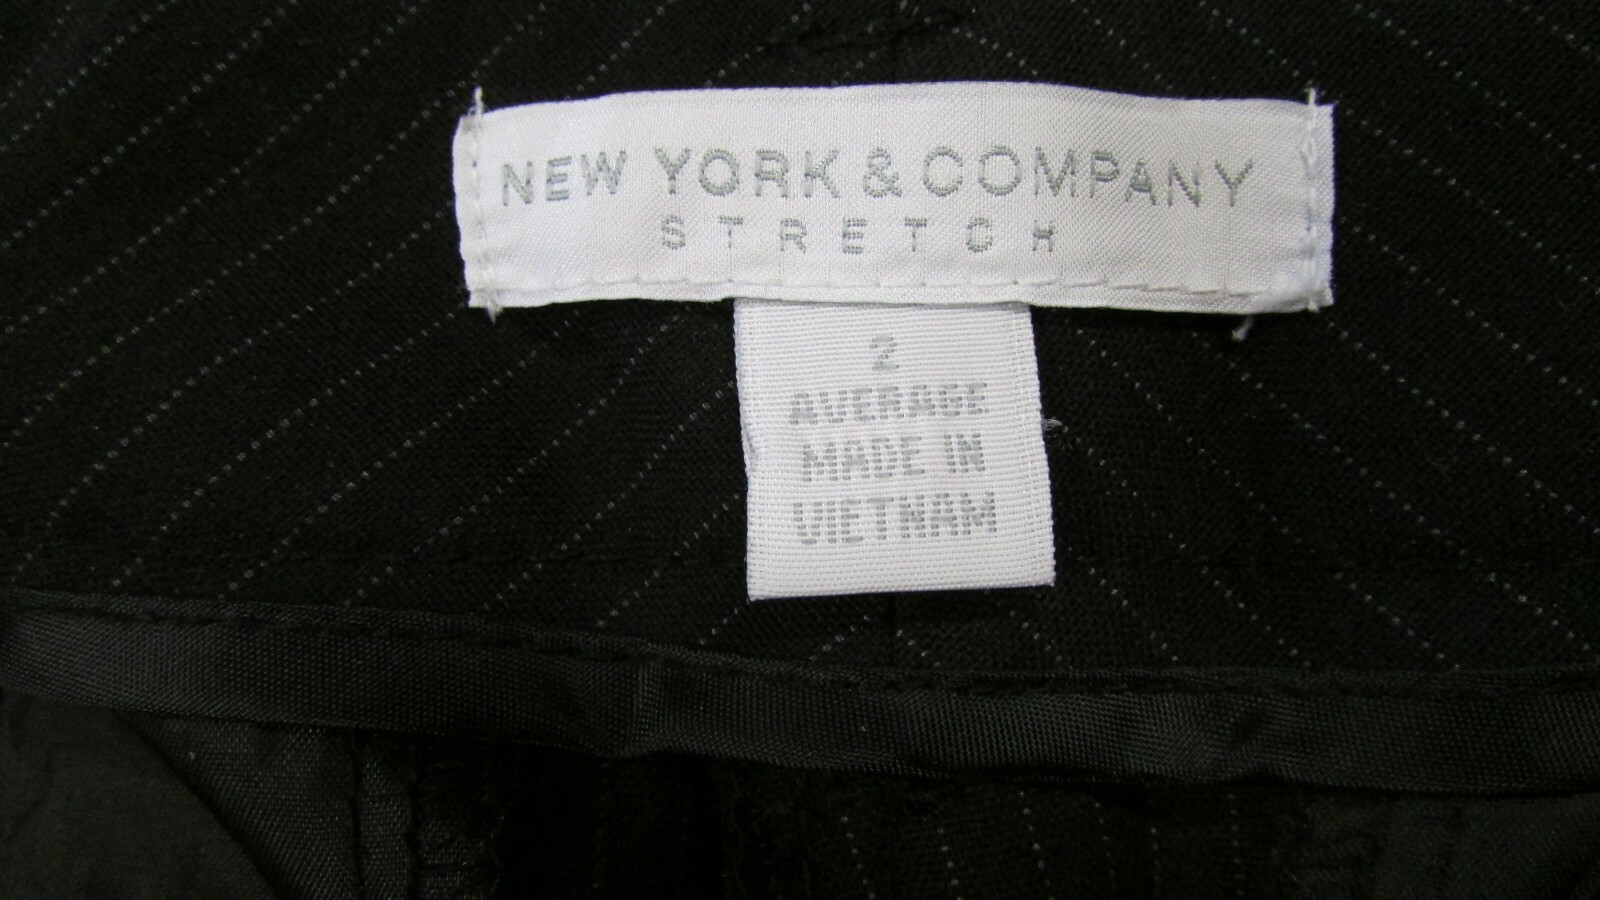 NEW YORK & COMPANY
STRETCH
2
AVERAGE
MADE IN
VIETNAM